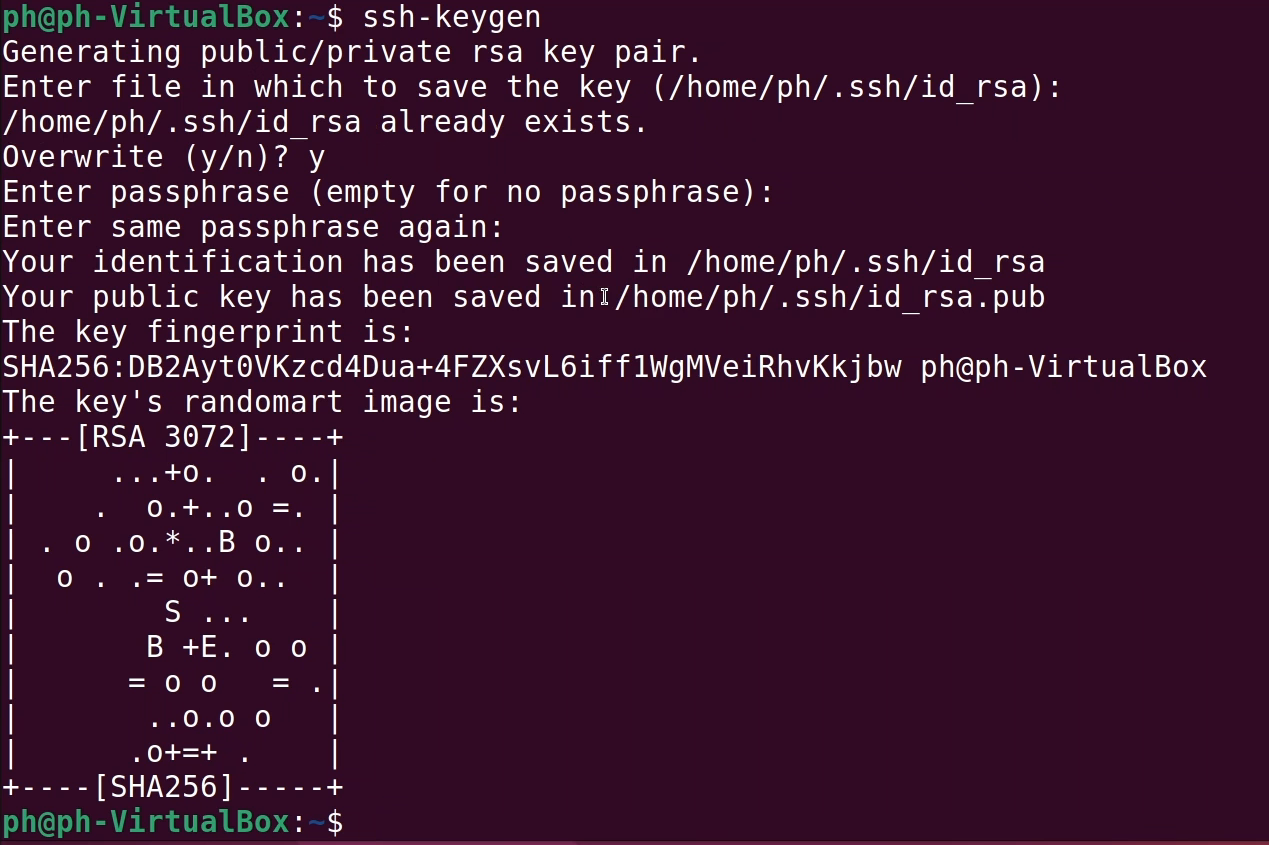 ph@ph-VirtualBox:~$ ssh-keygen
Generating public/private rsa key pair.
Enter file in which to save the key (/home/ph/.ssh/id_rsa):
/home/ph/.ssh/id_rsa already exists.
Overwrite (y/n)? y
Enter passphrase (empty for no passphrase):
Enter same passphrase again:
Your identification has been saved in /home/ph/.ssh/id_rsa
Your public key has been saved in /home/ph/.ssh/id_rsa.pub
The key fingerprint is:
SHA256:DB2Ayt0VKzcd4Dua+4FZXsvL6iff1WgMVeiRhvKkjbw ph@ph-VirtualBox
The key's randomart image is:
+---[RSA 3072]----+
|     ...+o.  . o.|
|    .  o.+..o =. |
| . o .o.*..B o.. |
|  o . .= o+ o..  |
|        S ...    |
|       B +E. o o |
|      = o o   = .|
|       ..o.o o   |
|      .o+=+ .    |
+----[SHA256]-----+
ph@ph-VirtualBox:~$